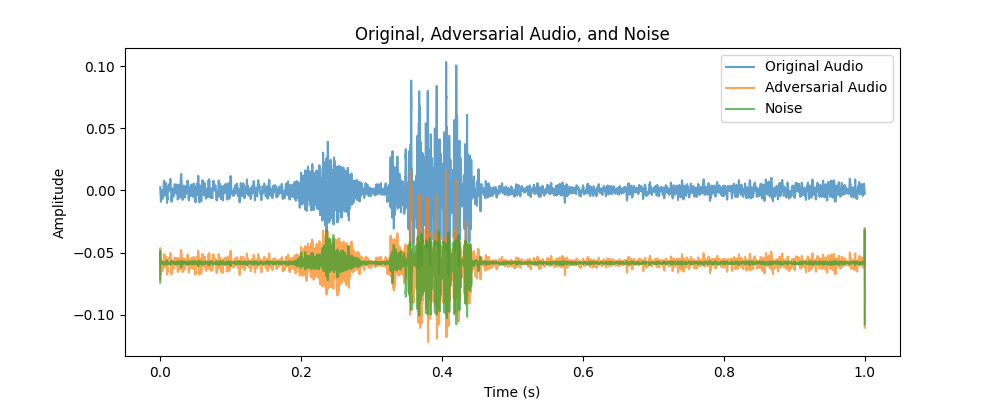 Original, Adversarial Audio, and Noise
Original Audio
Adversarial Audio
Noise
Amplitude
0.10
0.05
0.00
−0.05
−0.10
0.0
0.2
0.4
0.6
0.8
1.0
Time (s)